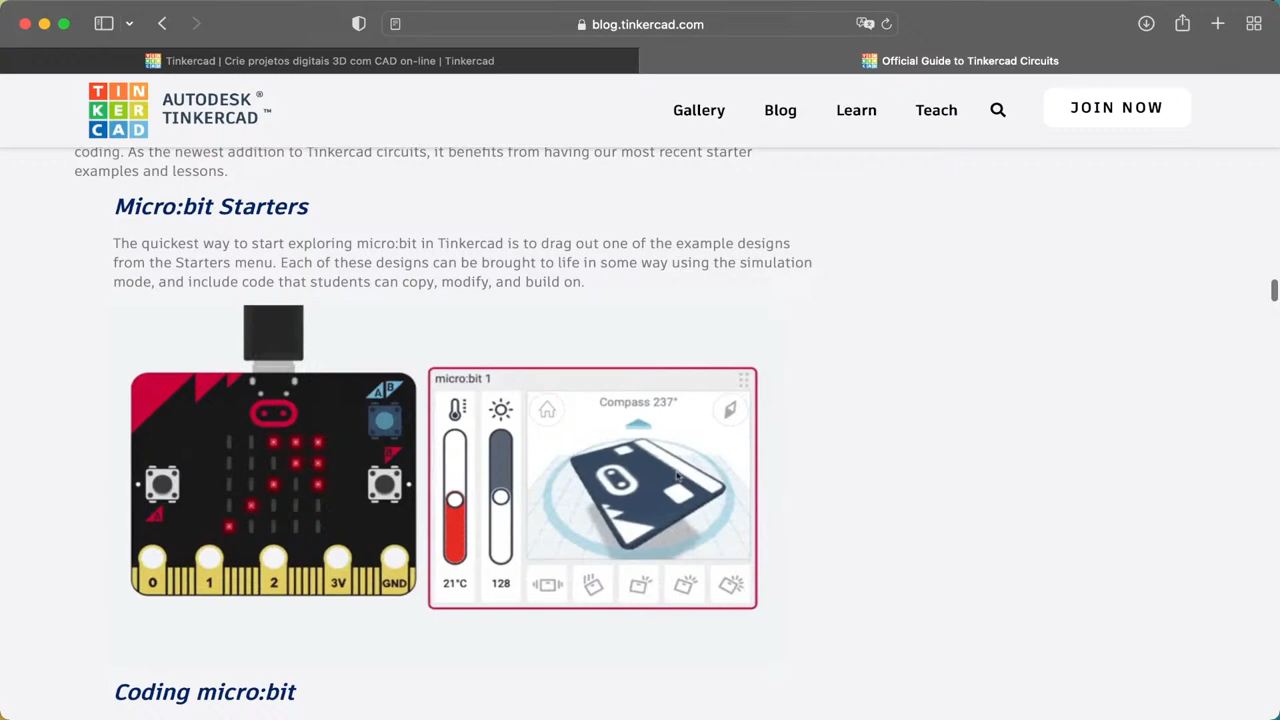 blog.tinkercad.com
Tinkercad | Crie projetos digitais 3D com CAD on-line | Tinkercad
Official Guide to Tinkercad Circuits
TIN
KER
CAD
AUTODESK ®
TINKERCAD ™
Gallery
Blog
Learn
Teach
JOIN NOW
coding. As the newest addition to Tinkercad circuits, it benefits from having our most recent starter
examples and lessons.
Micro:bit Starters
The quickest way to start exploring micro:bit in Tinkercad is to drag out one of the example designs
from the Starters menu. Each of these designs can be brought to life in some way using the simulation
mode, and include code that students can copy, modify, and build on.
A B
B
A
0 1 2 3V GND
micro:bit 1
Compass 237°
21°C
128
Coding micro:bit